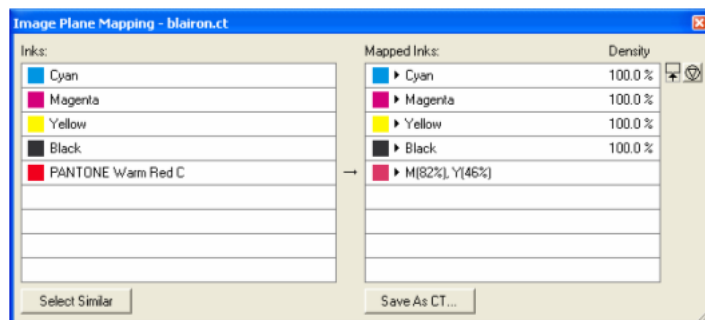 Image Plane Mapping - blairon.ct
Inks: Mapped Inks: Density
Cyan Cyan 100.0 %
Magenta Magenta 100.0 %
Yellow Yellow 100.0 %
Black Black 100.0 %
PANTONE Warm Red C → M(82%), Y(46%)
Select Similar Save As CT...